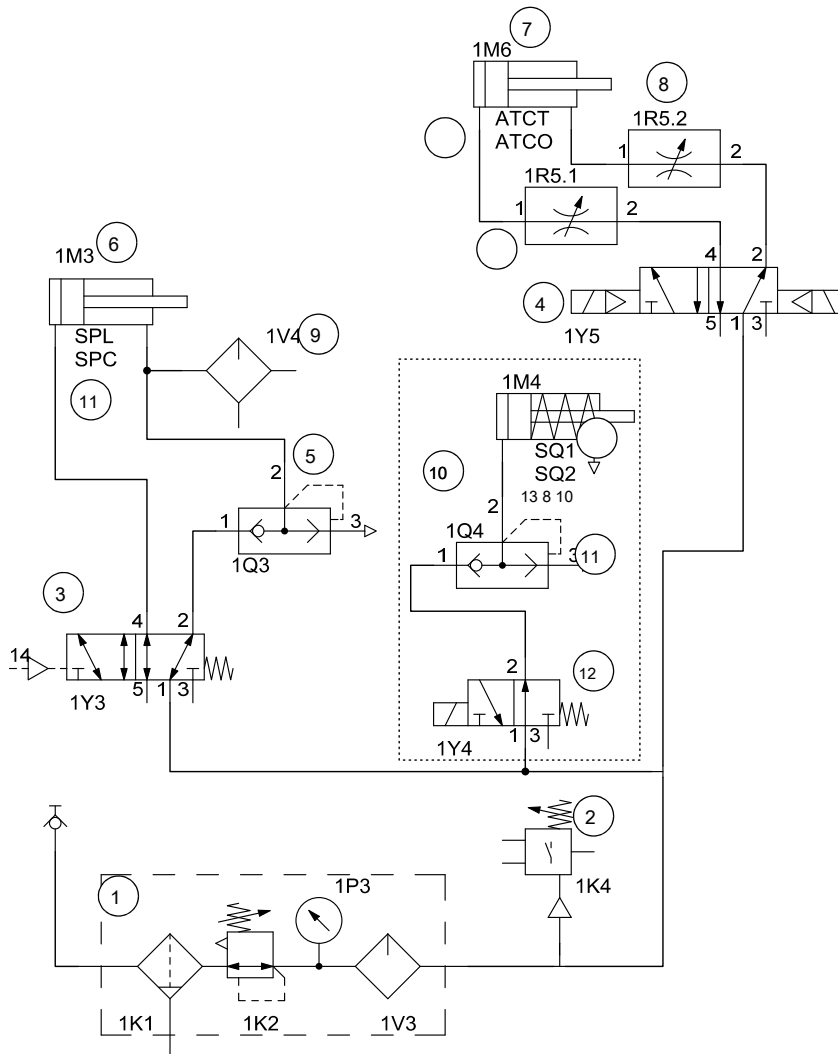 7
1M6
8
ATCT
ATCO
1R5.2
1 2
1R5.1
1 2
6
1M3
4 2
4
5 1 3
1Y5
SPL
SPC
1V4 9
11
1M4
5
2
10
SQ1
SQ2
13 8 10
2
1 3
1Q3
1Q4
1 3 11
3
4 2
14
5 1 3
1Y3
2
12
1 3
1Y4
2
1K4
1
1P3
1K1 1K2 1V3